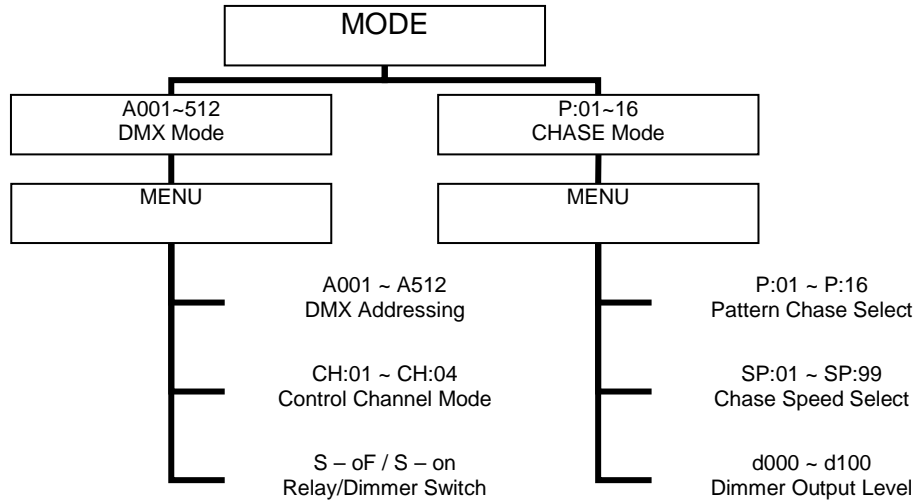 MODE
A001~512
DMX Mode
P:01~16
CHASE Mode
MENU
MENU
A001 ~ A512
DMX Addressing
CH:01 ~ CH:04
Control Channel Mode
S – oF / S – on
Relay/Dimmer Switch
P:01 ~ P:16
Pattern Chase Select
SP:01 ~ SP:99
Chase Speed Select
d000 ~ d100
Dimmer Output Level